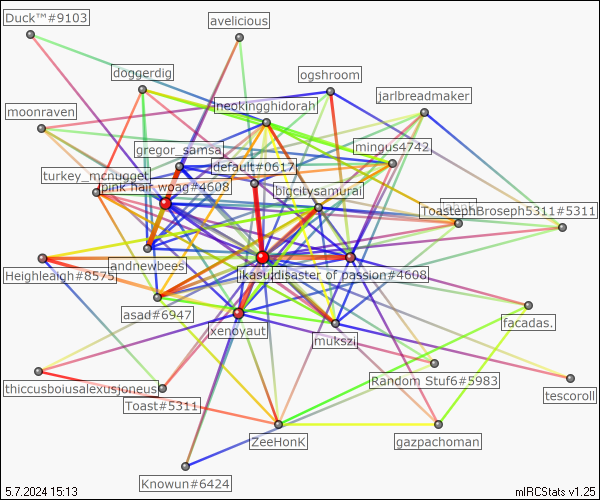 Duck™#9103
avelicious
doggerdig
ogshroom
jarlbreadmaker
moonraven
neokingghidorah
gregor_samsa
mingus4742
default#0617
turkey_mcnugget
pink hair woag#4608
bigcitysamurai
ToastephBroseph5311#5311
andnewbees
Heighleaigh#8575
disaster of passion#4608
asad#6947
xenoyaut
mukszi
facadas.
thiccusboiusalexusjoneus
Random Stuf6#5983
tescoroll
Toast#5311
ZeeHonK
gazpachoman
Knowun#6424
5.7.2024 15:13
mIRCStats v1.25